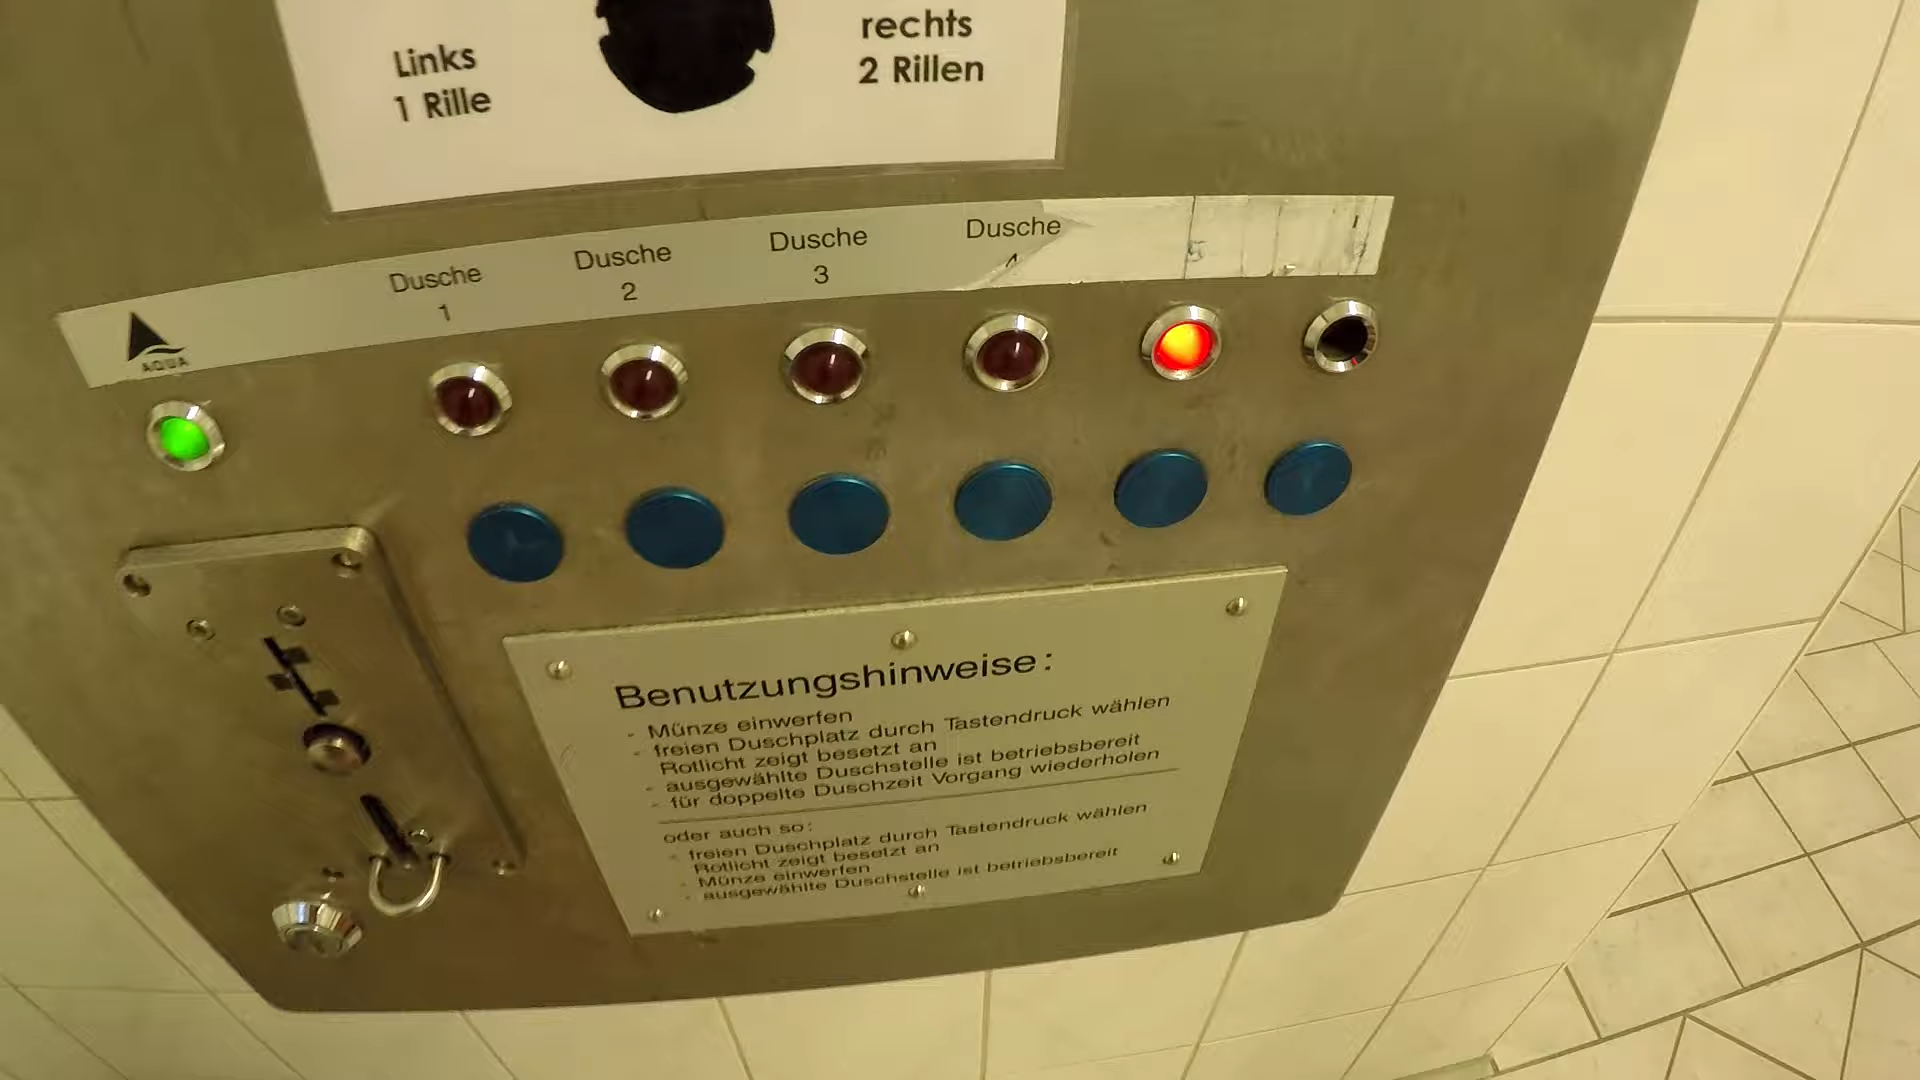 Links
1 Rille
rechts
2 Rillen
AQUA
Dusche
1
Dusche
2
Dusche
3
Dusche
4
5
Benutzungshinweise:
- Münze einwerfen
- freien Duschplatz durch Tastendruck wählen
Rotlicht zeigt besetzt an
- ausgewählte Duschstelle ist betriebsbereit
- für doppelte Duschzeit Vorgang wiederholen
oder auch so:
- freien Duschplatz durch Tastendruck wählen
Rotlicht zeigt besetzt an
- Münze einwerfen
- ausgewählte Duschstelle ist betriebsbereit